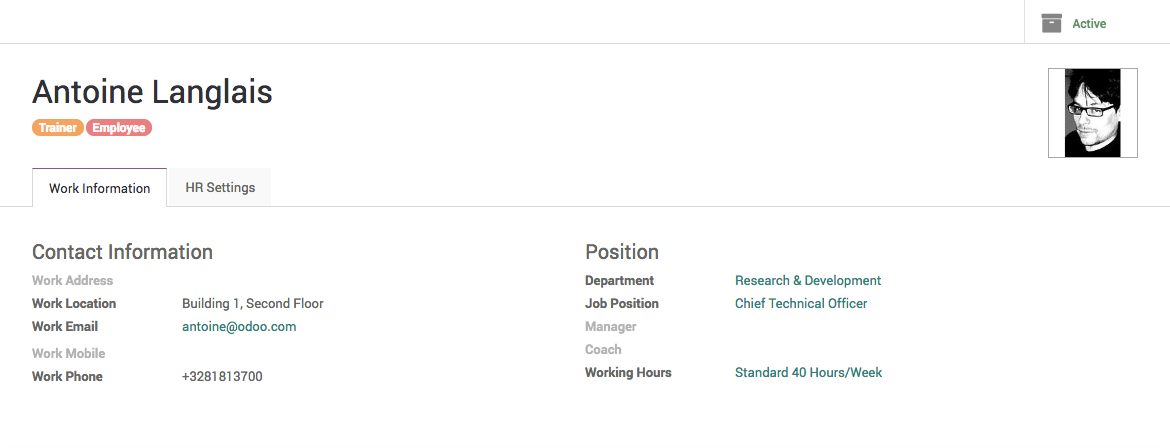 Active
Antoine Langlais
Trainer Employee
Work Information HR Settings
Contact Information
Work Address
Work Location Building 1, Second Floor
Work Email antoine@odoo.com
Work Mobile
Work Phone +3281813700
Position
Department Research & Development
Job Position Chief Technical Officer
Manager
Coach
Working Hours Standard 40 Hours/Week